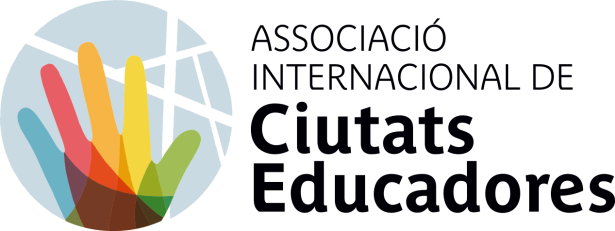 ASSOCIACIÓ
INTERNACIONAL DE
Ciutats
Educadores